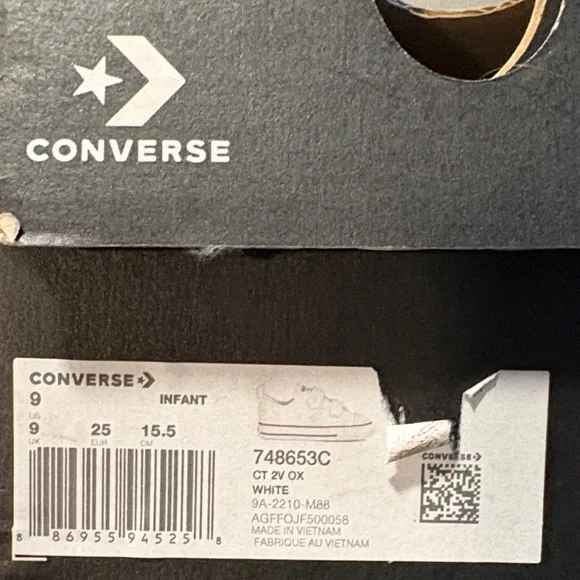 CONVERSE
CONVERSE
9 INFANT
US
9 25 15.5
UK EUR CM
748653C
CT 2V OX
WHITE
9A-2210-M88
AGFFOJF500058
MADE IN VIETNAM
FABRIQUE AU VIETNAM
8 86955 94525 8
CONVERSE